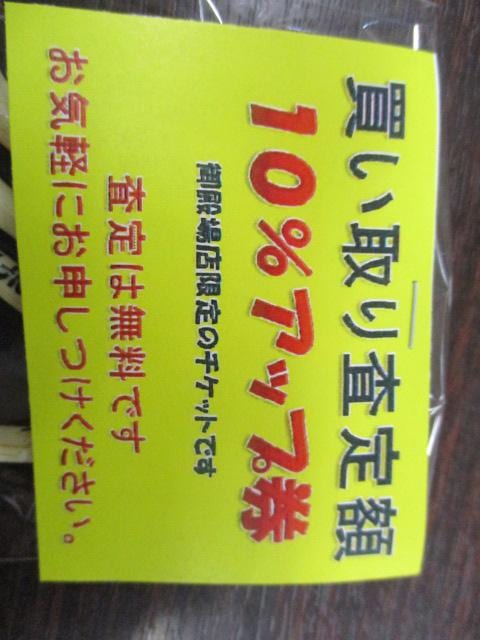 買い取り査定額
10%アップ券
御殿場店限定のチケットです
査定は無料です
お気軽にお申しつけください。